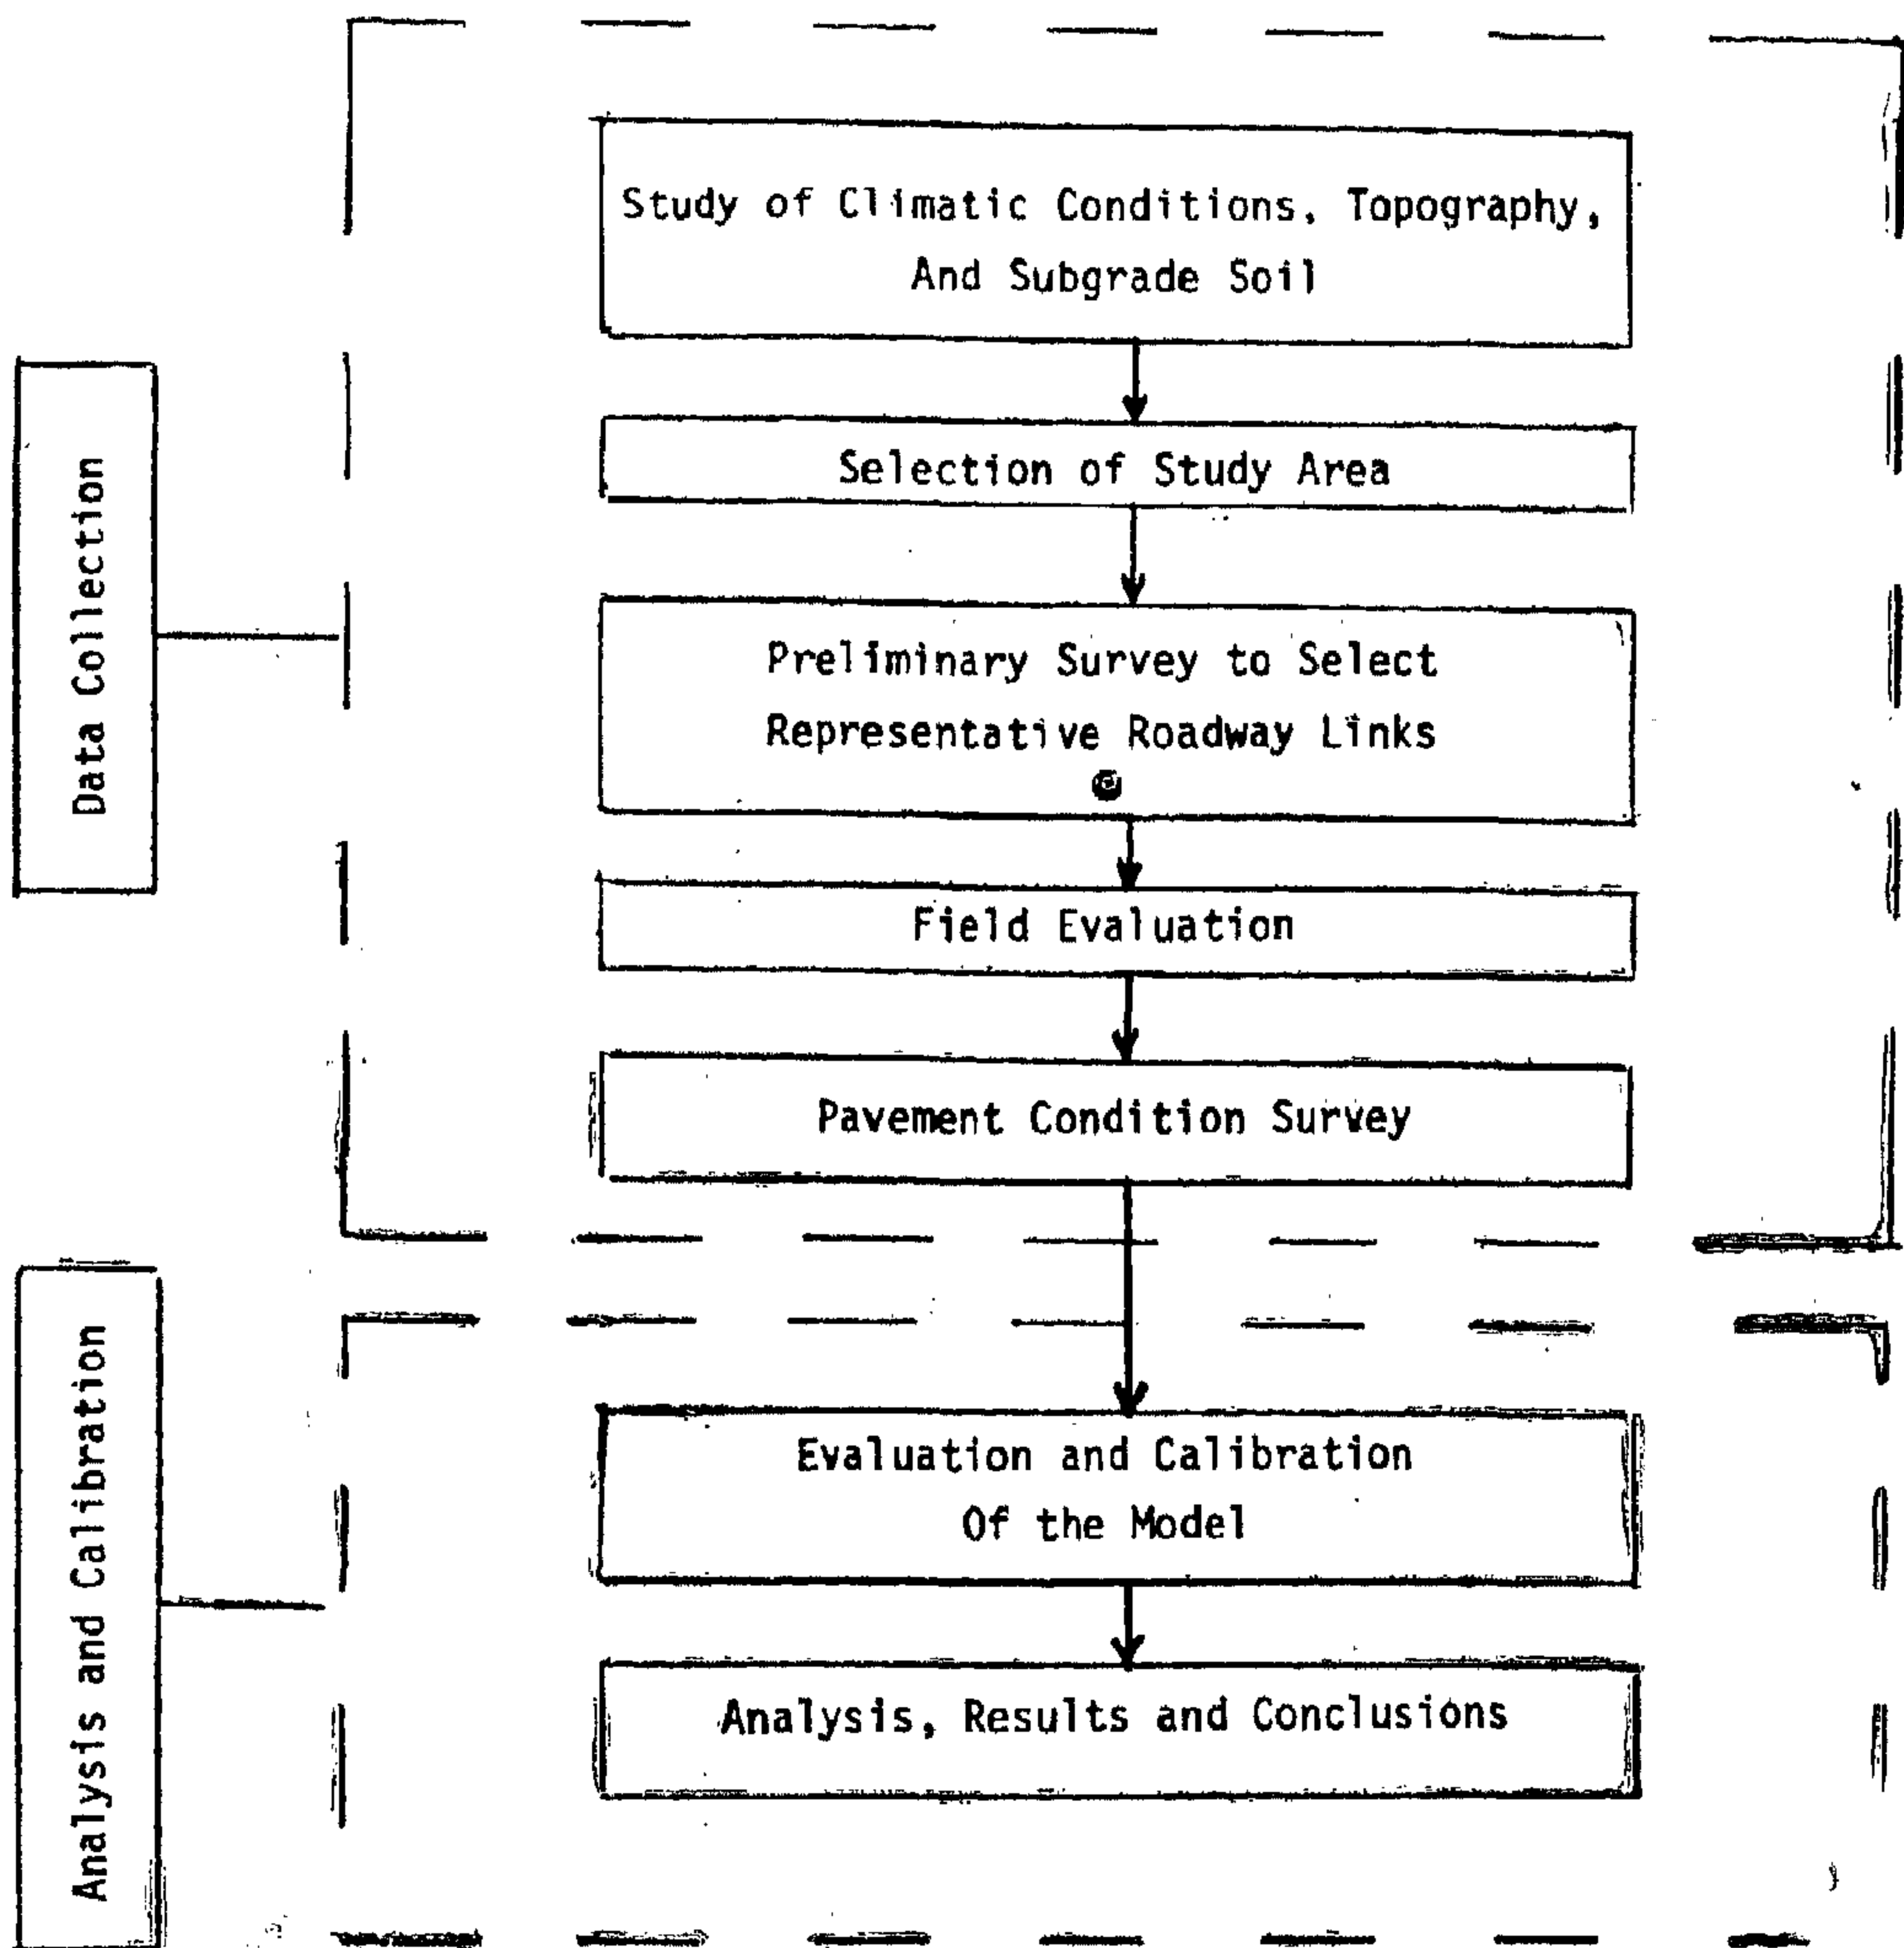 Study of Climatic Conditions, Topography,
And Subgrade Soil
Selection of Study Area
Data Collection
Preliminary Survey to Select
Representative Roadway Links
Field Evaluation
Pavement Condition Survey
Evaluation and Calibration
Of the Model
Analysis and Calibration
Analysis, Results and Conclusions